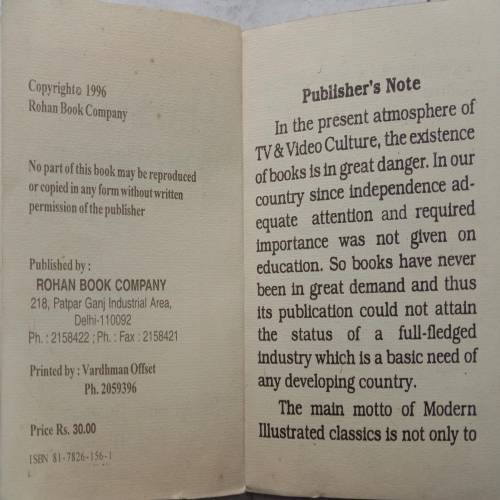 Copyright© 1996
Rohan Book Company
No part of this book may be reproduced
or copied in any form without written
permission of the publisher
Published by :
ROHAN BOOK COMPANY
218, Patpar Ganj Industrial Area,
Delhi-110092
Ph. : 2158422 ; Ph. : Fax : 2158421
Printed by : Vardhman Offset
Ph. 2059396
Price Rs. 30.00
ISBN 81-7826-156-1
Publisher's Note
In the present atmosphere of
TV & Video Culture, the existence
of books is in great danger. In our
country since independence ad-
equate attention and required
importance was not given on
education. So books have never
been in great demand and thus
its publication could not attain
the status of a full-fledged
industry which is a basic need of
any developing country.
The main motto of Modern
Illustrated classics is not only to